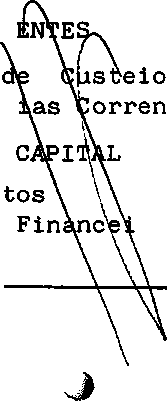 ENTES
de Custeio
ias Corren
CAPITAL
tos
Financei